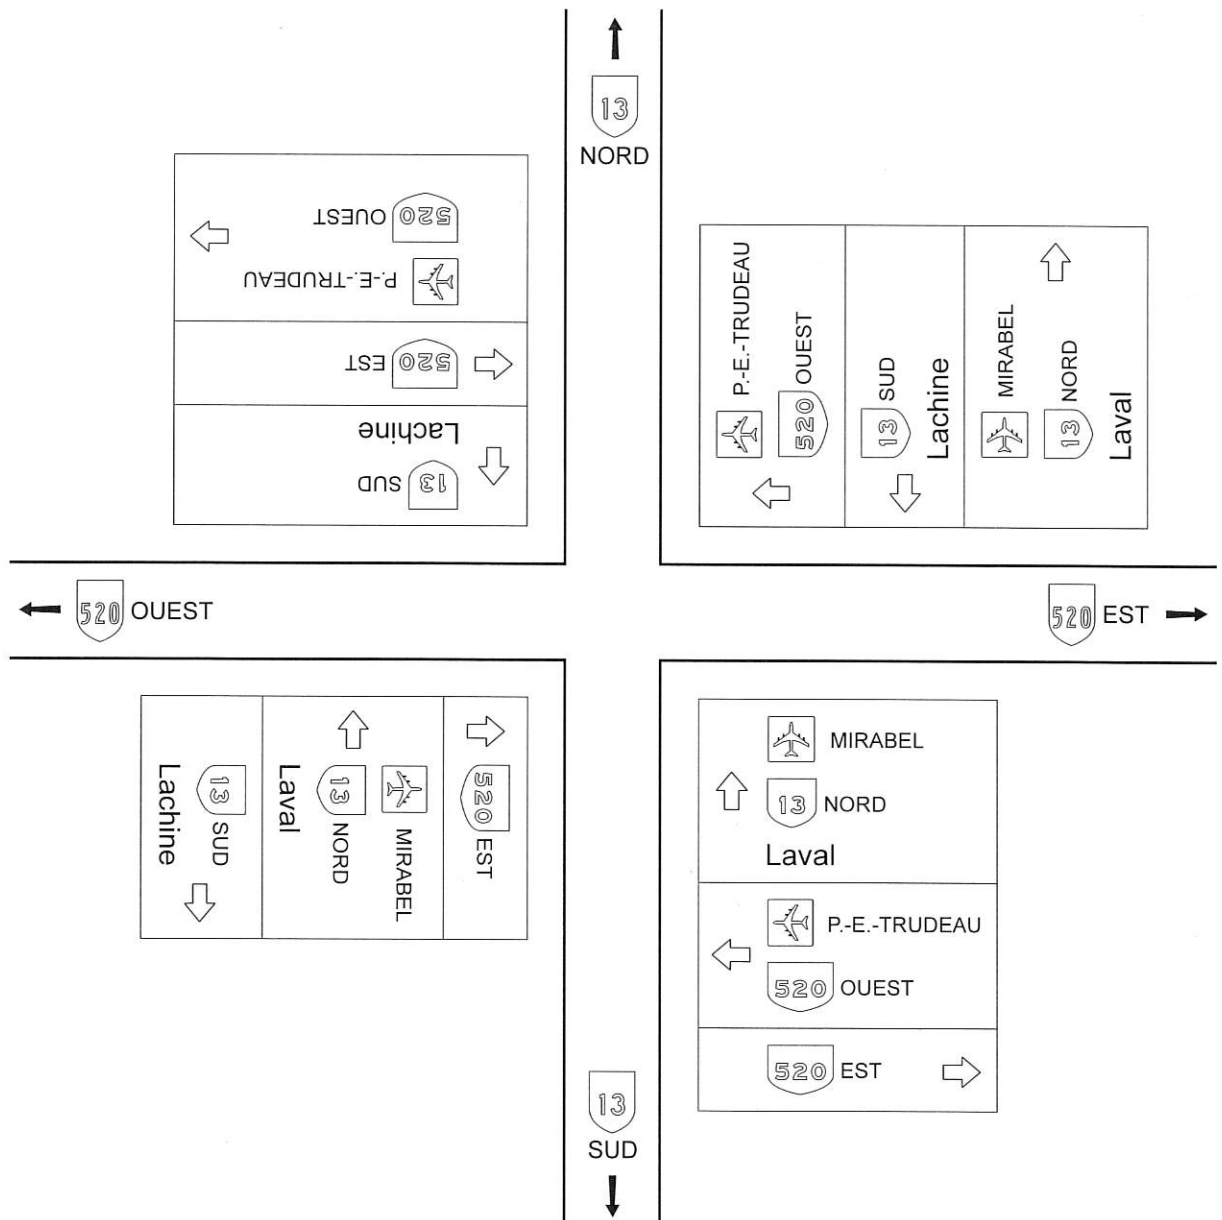 13
NORD
520 OUEST
P.-E.-TRUDEAU
520 EST
Lachine
13 SUD
P.-E.-TRUDEAU
520 OUEST
13 SUD
Lachine
MIRABEL
13 NORD
Laval
520 OUEST
520 EST
520 EST
MIRABEL
13 NORD
Laval
13 SUD
Lachine
MIRABEL
13 NORD
Laval
P.-E.-TRUDEAU
520 OUEST
520 EST
13
SUD